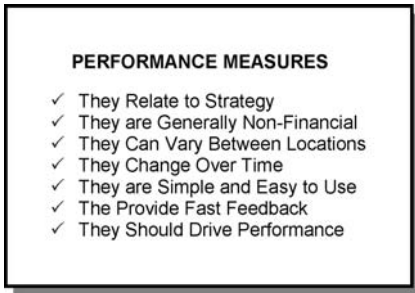 PERFORMANCE MEASURES
✓ They Relate to Strategy
✓ They are Generally Non-Financial
✓ They Can Vary Between Locations
✓ They Change Over Time
✓ They are Simple and Easy to Use
✓ The Provide Fast Feedback
✓ They Should Drive Performance